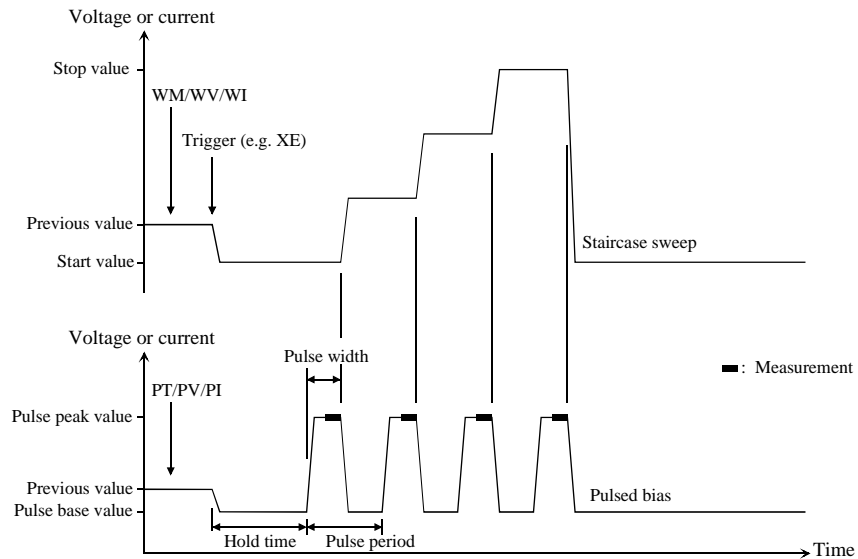 Voltage or current
Stop value
WM/WV/WI
Trigger (e.g. XE)
Previous value
Start value
Staircase sweep
Voltage or current
Pulse width
: Measurement
PT/PV/PI
Pulse peak value
Previous value
Pulse base value
Pulsed bias
Hold time
Pulse period
Time